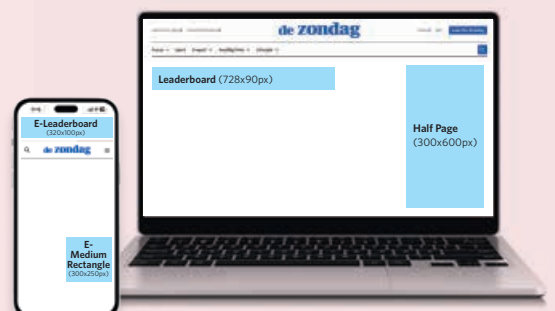 de zondag
Leaderboard (728x90px)
Half Page
(300x600px)
E-Leaderboard
(320x100px)
de zondag
E-
Medium
Rectangle
(300x250px)